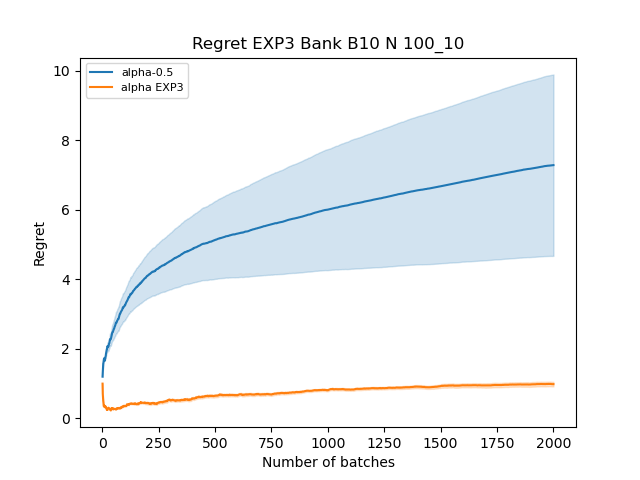 Regret EXP3 Bank B10 N 100_10
alpha-0.5
alpha EXP3
Regret
10
8
6
4
2
0
0 250 500 750 1000 1250 1500 1750 2000
Number of batches